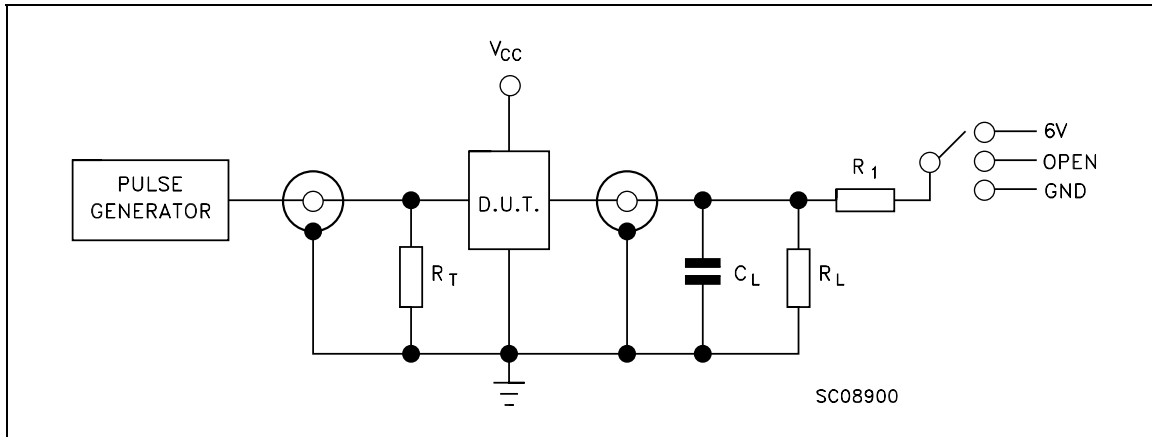 VCC
PULSE
GENERATOR
D.U.T.
RT
CL
RL
R1
6V
OPEN
GND
SC08900